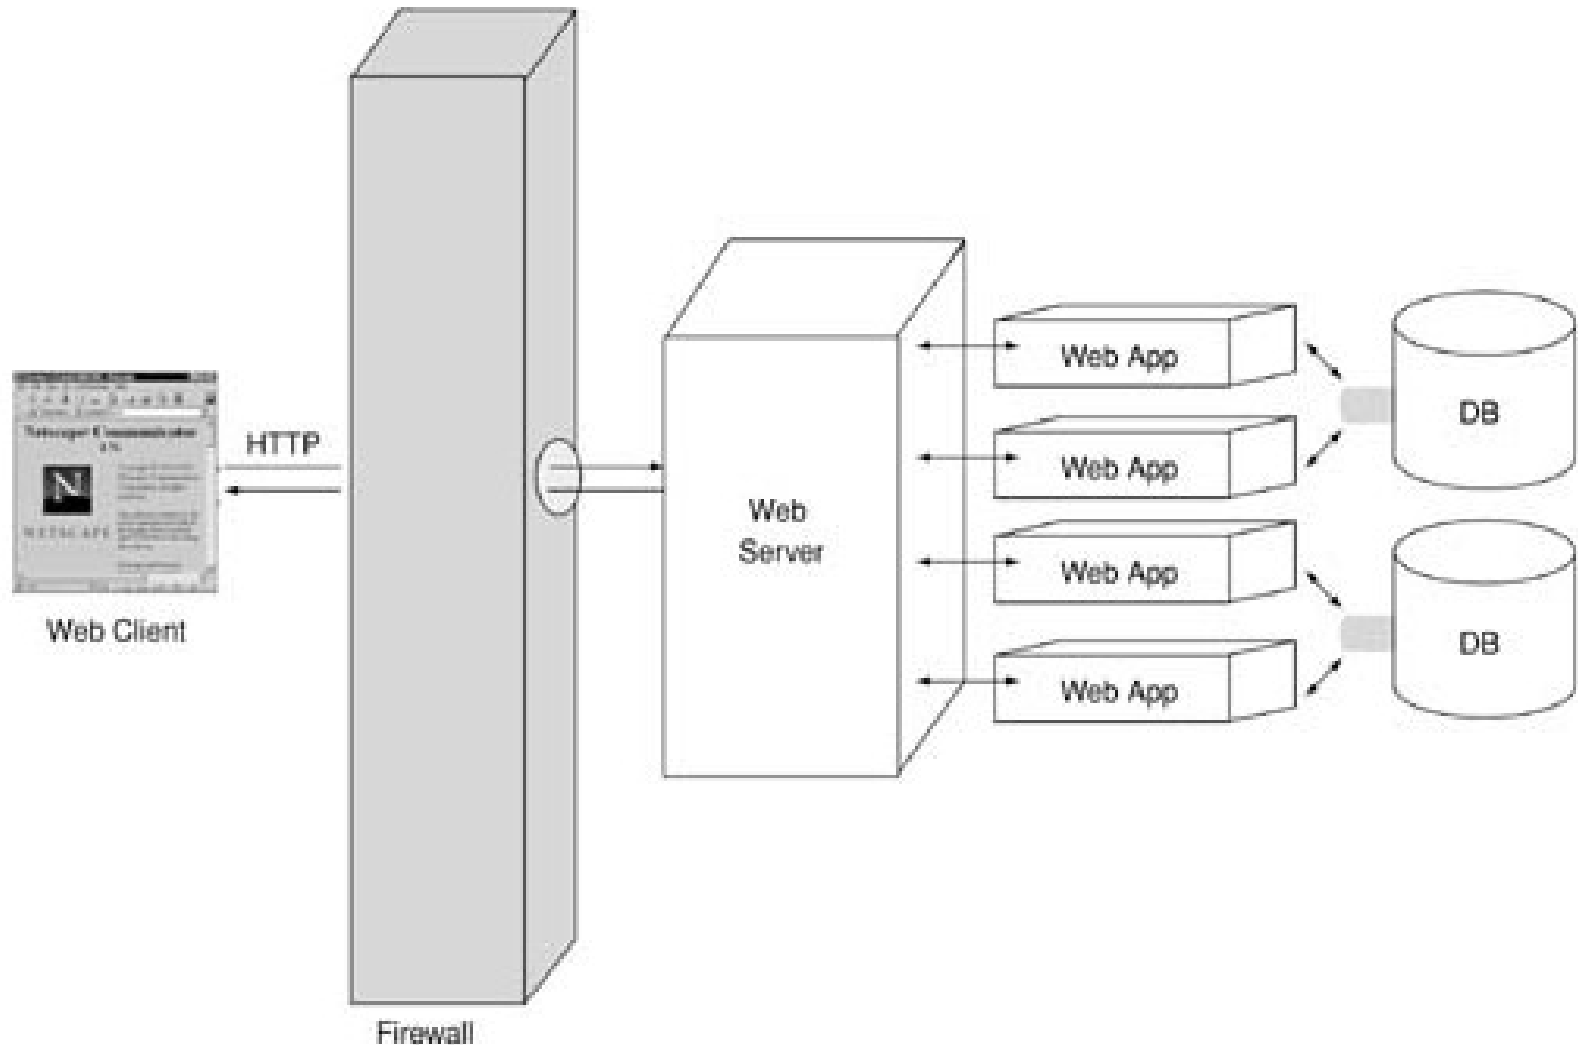 HTTP
Web Client
Firewall
Web
Server
Web App
Web App
Web App
Web App
DB
DB
N
NETSCAPE